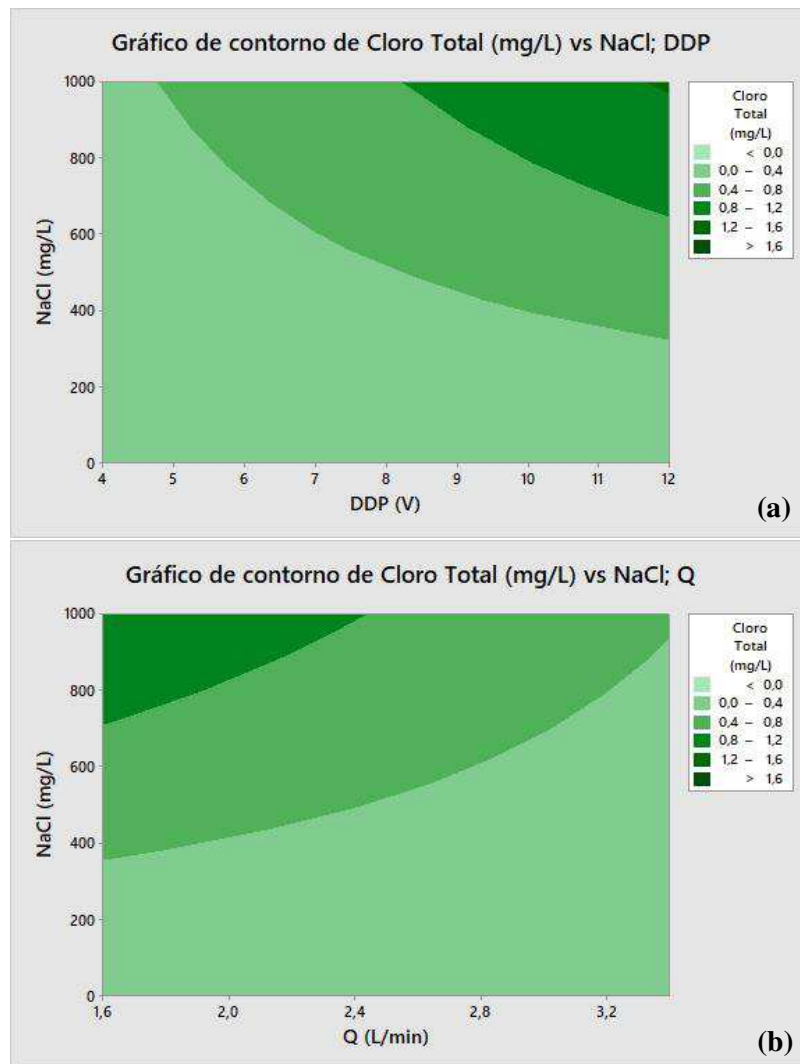 Gráfico de contorno de Cloro Total (mg/L) vs NaCl; DDP
Cloro
Total
(mg/L)
< 0,0
0,0 – 0,4
0,4 – 0,8
0,8 – 1,2
1,2 – 1,6
> 1,6
1000
800
600
400
200
0
NaCl (mg/L)
4 5 6 7 8 9 10 11 12
DDP (V)
(a)
Gráfico de contorno de Cloro Total (mg/L) vs NaCl; Q
Cloro
Total
(mg/L)
< 0,0
0,0 – 0,4
0,4 – 0,8
0,8 – 1,2
1,2 – 1,6
> 1,6
1000
800
600
400
200
0
NaCl (mg/L)
1,6 2,0 2,4 2,8 3,2
Q (L/min)
(b)